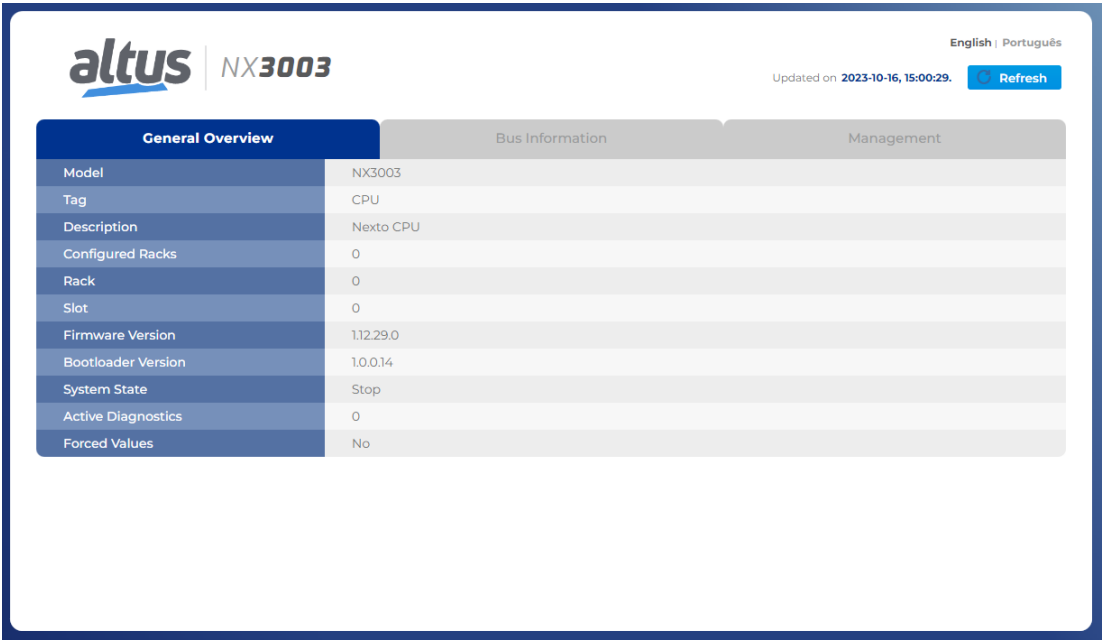 English | Português
altus NX3003
Updated on 2023-10-16, 15:00:29. Refresh
General Overview Bus Information Management
Model NX3003
Tag CPU
Description Nexto CPU
Configured Racks 0
Rack 0
Slot 0
Firmware Version 1.12.29.0
Bootloader Version 1.0.0.14
System State Stop
Active Diagnostics 0
Forced Values No